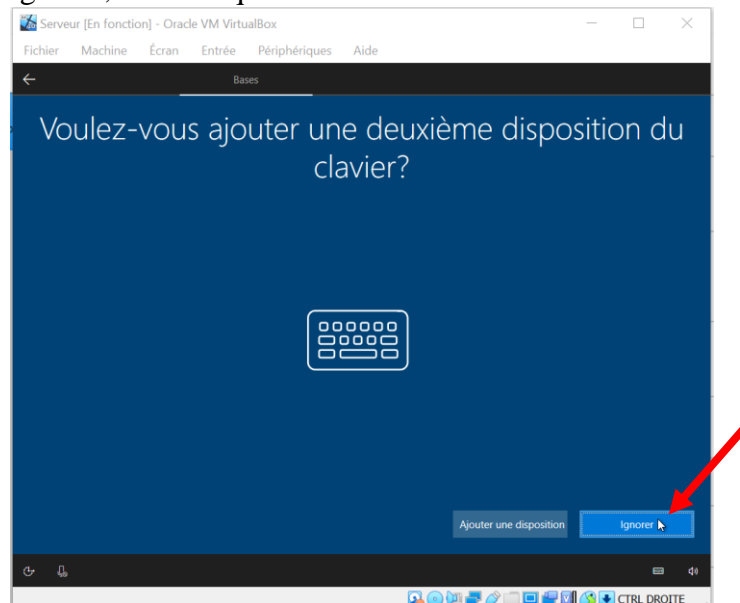 Serveur [En fonction] - Oracle VM VirtualBox
Fichier Machine Écran Entrée Périphériques Aide
Bases
Voulez-vous ajouter une deuxième disposition du
clavier?
Ajouter une disposition Ignorer
CTRL DROITE